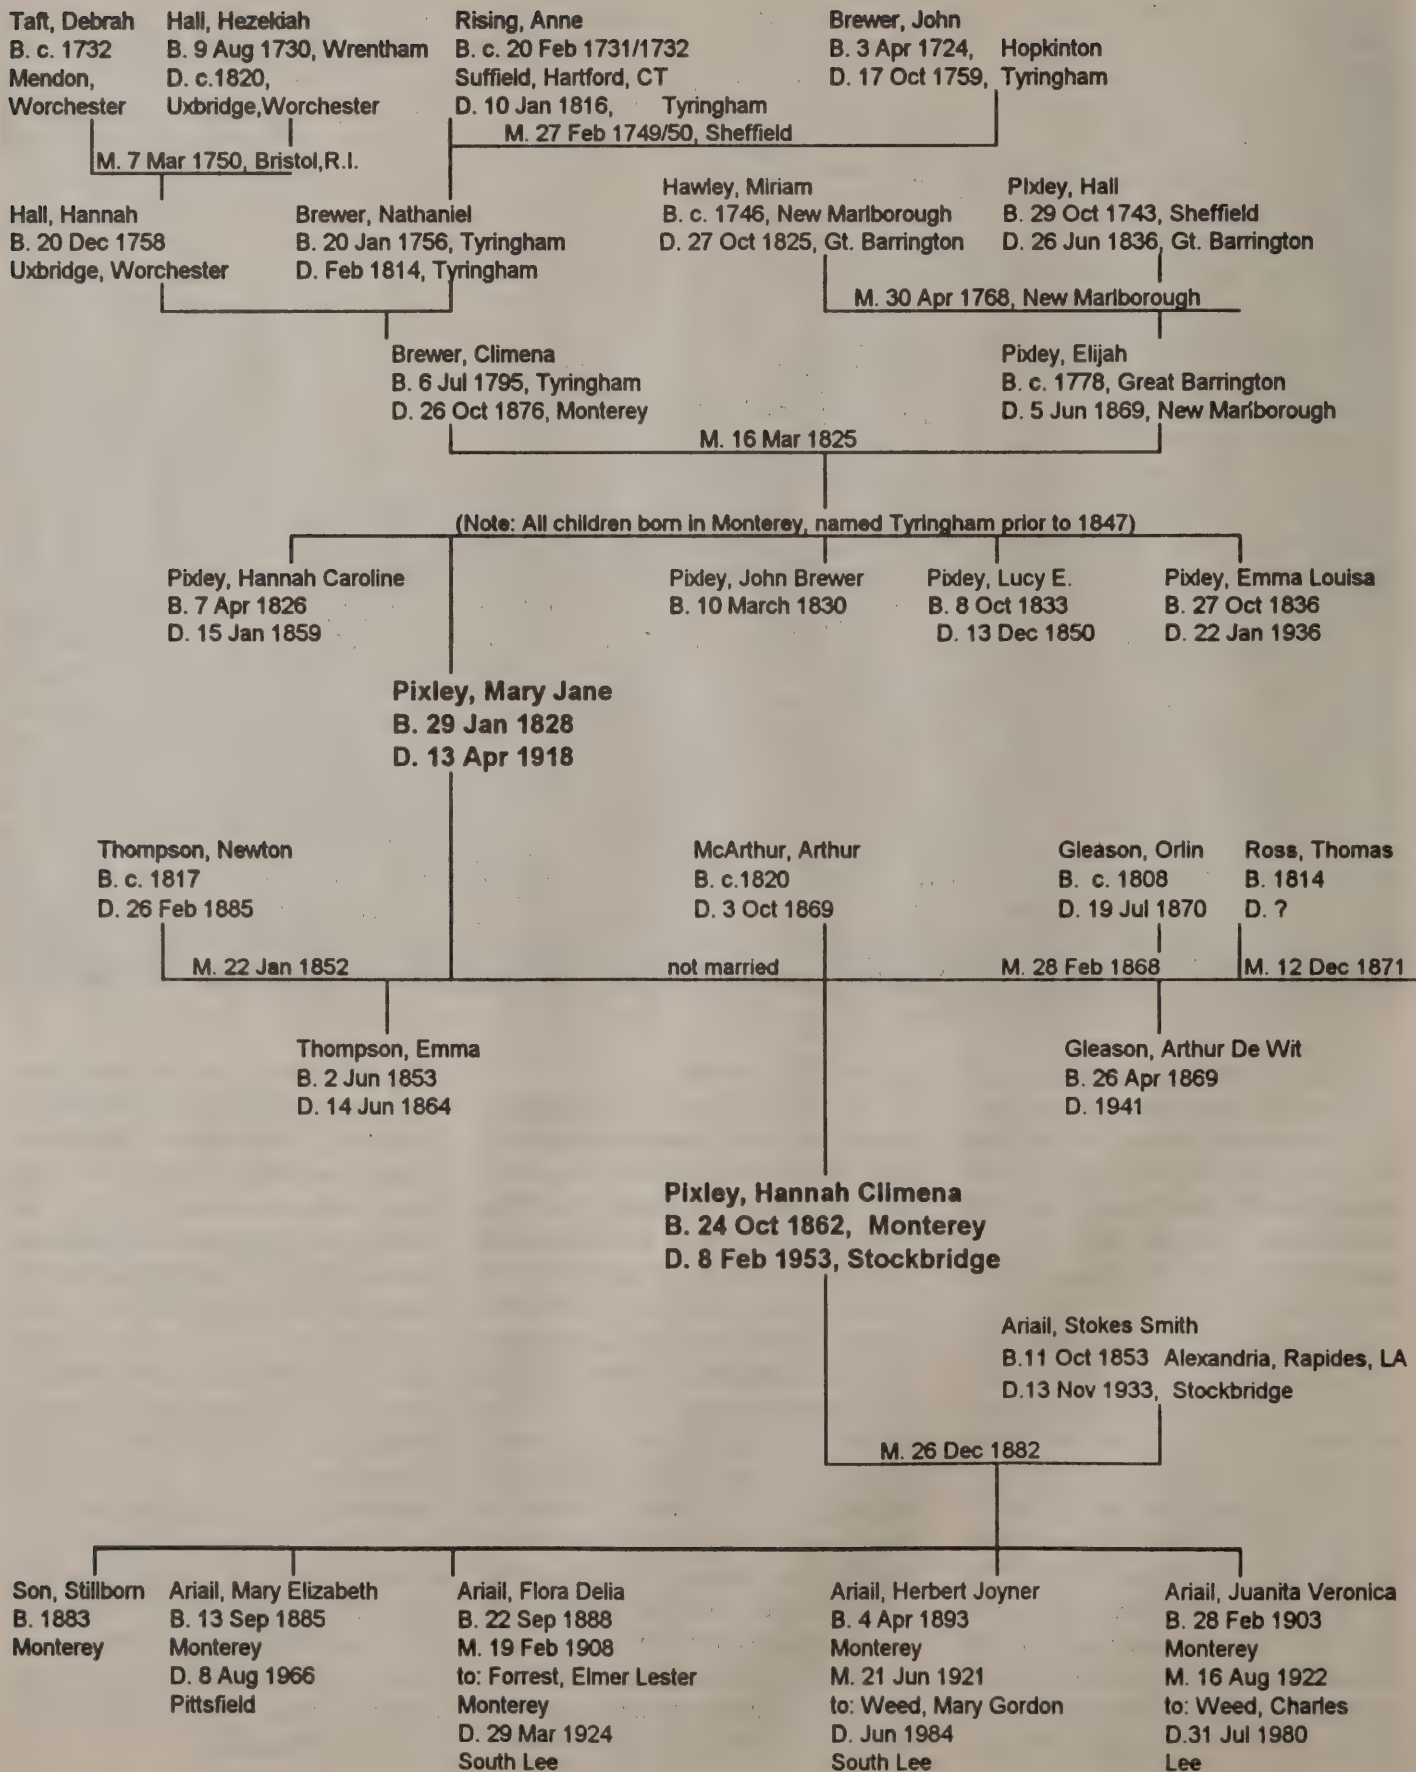 Taft, Debrah
B. c. 1732
Mendon,
Worchester
Hall, Hezekiah
B. 9 Aug 1730, Wrentham
D. c.1820,
Uxbridge,Worchester
Rising, Anne
B. c. 20 Feb 1731/1732
Suffield, Hartford, CT
D. 10 Jan 1816, Tyringham
Brewer, John
B. 3 Apr 1724, Hopkinton
D. 17 Oct 1759, Tyringham
M. 27 Feb 1749/50, Sheffield
M. 7 Mar 1750, Bristol,R.I.
Hall, Hannah
B. 20 Dec 1758
Uxbridge, Worchester
Brewer, Nathaniel
B. 20 Jan 1756, Tyringham
D. Feb 1814, Tyringham
Hawley, Miriam
B. c. 1746, New Marlborough
D. 27 Oct 1825, Gt. Barrington
Pixley, Hall
B. 29 Oct 1743, Sheffield
D. 26 Jun 1836, Gt. Barrington
M. 30 Apr 1768, New Marlborough
Brewer, Climena
B. 6 Jul 1795, Tyringham
D. 26 Oct 1876, Monterey
Pixley, Elijah
B. c. 1778, Great Barrington
D. 5 Jun 1869, New Marlborough
M. 16 Mar 1825
(Note: All children born in Monterey, named Tyringham prior to 1847)
Pixley, Hannah Caroline
B. 7 Apr 1826
D. 15 Jan 1859
Pixley, John Brewer
B. 10 March 1830
Pixley, Lucy E.
B. 8 Oct 1833
D. 13 Dec 1850
Pixley, Emma Louisa
B. 27 Oct 1836
D. 22 Jan 1936
Pixley, Mary Jane
B. 29 Jan 1828
D. 13 Apr 1918
Thompson, Newton
B. c. 1817
D. 26 Feb 1885
McArthur, Arthur
B. c.1820
D. 3 Oct 1869
Gleason, Orlin
B. c. 1808
D. 19 Jul 1870
Ross, Thomas
B. 1814
D. ?
M. 22 Jan 1852
not married
M. 28 Feb 1868
M. 12 Dec 1871
Thompson, Emma
B. 2 Jun 1853
D. 14 Jun 1864
Gleason, Arthur De Wit
B. 26 Apr 1869
D. 1941
Pixley, Hannah Climena
B. 24 Oct 1862, Monterey
D. 8 Feb 1953, Stockbridge
Ariail, Stokes Smith
B.11 Oct 1853 Alexandria, Rapides, LA
D.13 Nov 1933, Stockbridge
M. 26 Dec 1882
Son, Stillborn
B. 1883
Monterey
Ariail, Mary Elizabeth
B. 13 Sep 1885
Monterey
D. 8 Aug 1966
Pittsfield
Ariail, Flora Delia
B. 22 Sep 1888
M. 19 Feb 1908
to: Forrest, Elmer Lester
Monterey
D. 29 Mar 1924
South Lee
Ariail, Herbert Joyner
B. 4 Apr 1893
Monterey
M. 21 Jun 1921
to: Weed, Mary Gordon
D. Jun 1984
South Lee
Ariail, Juanita Veronica
B. 28 Feb 1903
Monterey
M. 16 Aug 1922
to: Weed, Charles
D.31 Jul 1980
Lee